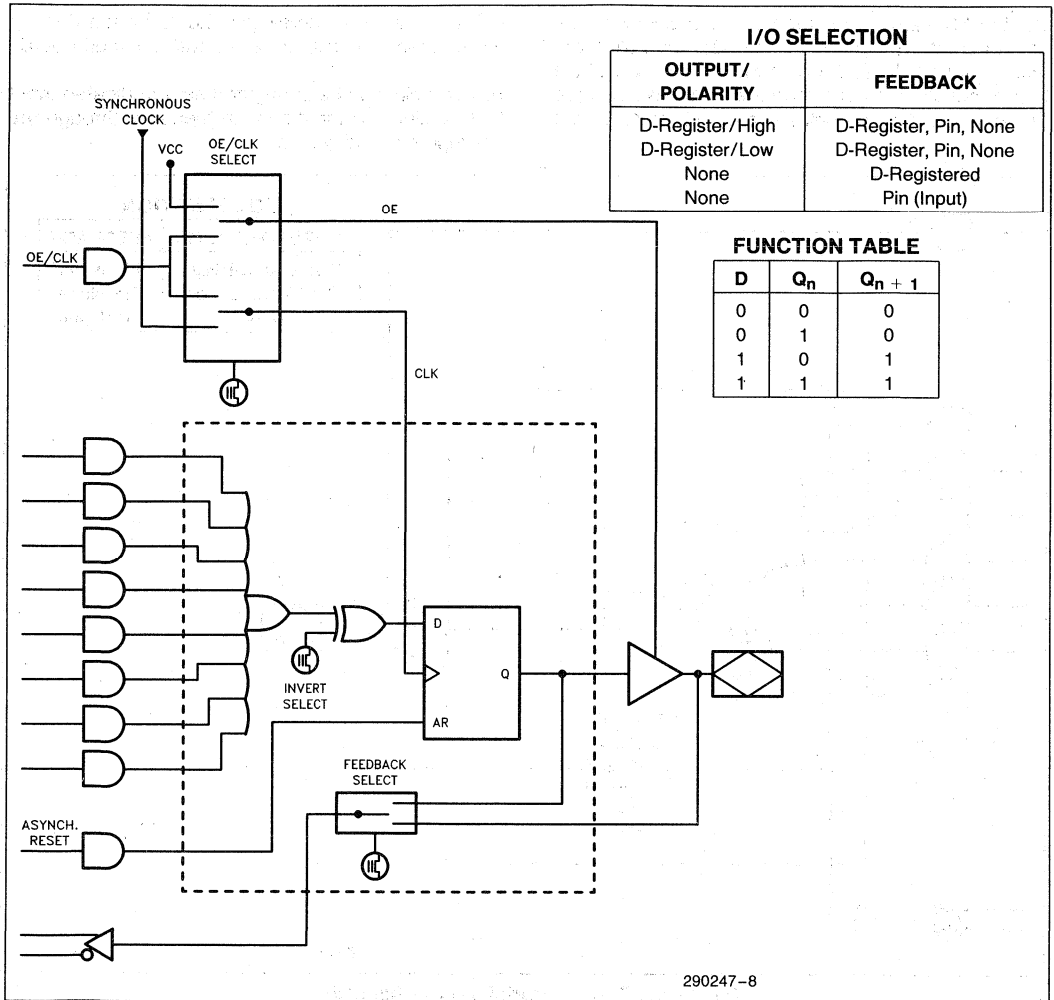 I/O SELECTION
OUTPUT/ POLARITY FEEDBACK
D-Register/High D-Register, Pin, None
D-Register/Low D-Register, Pin, None
None D-Registered
None Pin (Input)
FUNCTION TABLE
D Qn Qn + 1
0 0 0
0 1 0
1 0 1
1 1 1
SYNCHRONOUS
CLOCK
VCC
OE/CLK
SELECT
OE
OE/CLK
CLK
D
Q
AR
INVERT
SELECT
FEEDBACK
SELECT
ASYNCH.
RESET
290247-8